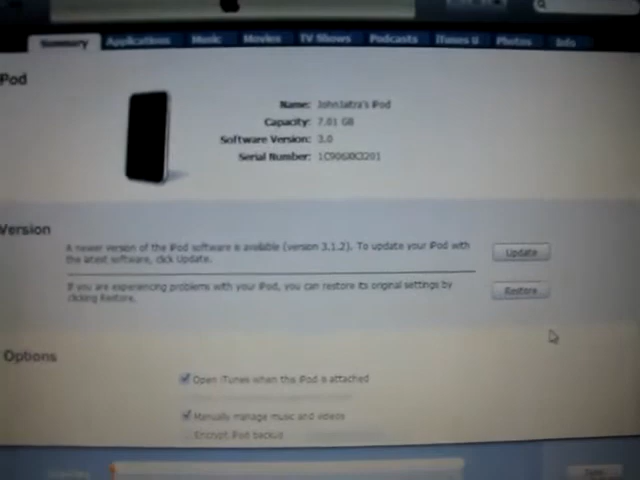 Summary Applications Music Movies TV Shows Podcasts iTunes U Photos Info
iPod
Name:
Capacity: 7.01 GB
Software Version: 3.0
Serial Number:
Version
A newer version of the iPod software is available (version 3.1.2). To update your iPod with
the latest software, click Update.
Update
If you are experiencing problems with your iPod, you can restore its original settings by
clicking Restore.
Restore
Options
Open iTunes when this iPod is attached
Manually manage music and videos
Encrypt iPod backup